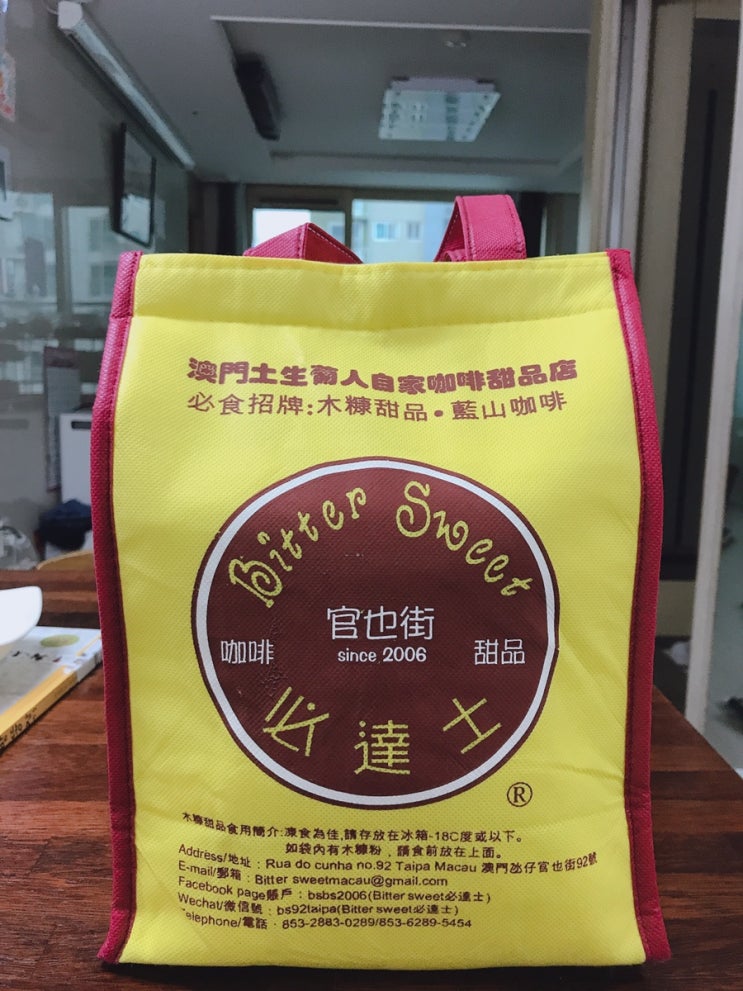 澳門土生葡人自家咖啡甜品店
必食招牌:木糠甜品•藍山咖啡
Bitter Sweet
官也街
咖啡 since 2006 甜品
必達士
®
木糠甜品食用簡介:凍食為佳,請存放在冰箱-18C度或以下。
如袋內有木糠粉,請食前放在上面。
Address/地址:Rua do cunha no.92 Taipa Macau 澳門氹仔官也街92號
E-mail/郵箱:Bitter sweetmacau@gmail.com
Facebook page賬戶:bsbs2006(Bitter sweet必達士)
Wechat/微信號:bs92taipa(Bitter sweet必達士)
Telephone/電話·853-2883-0289/853-6289-5454